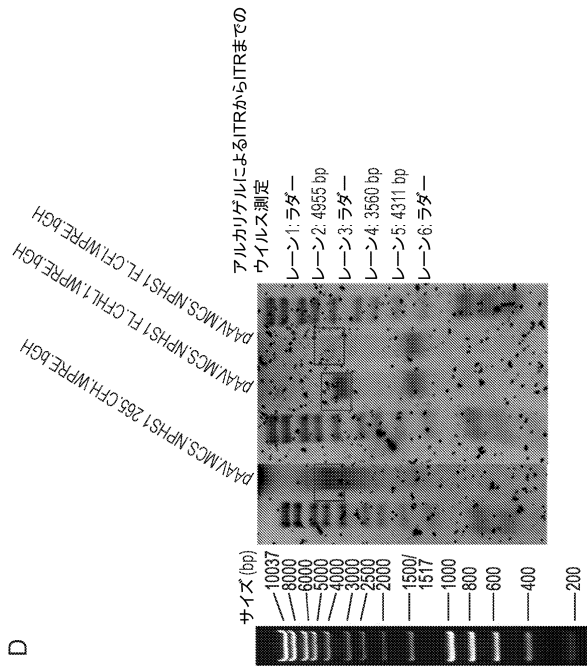 D
サイズ (bp)
10037
8000
6000
5000
4000
3000
2500
2000
1500/
1517
1000
800
600
400
200
pAAV.MCS.NPHS1 265.CFH.WPRE.bGH
pAAV.MCS.NPHS1 FL.CFHL1.WPRE.bGH
pAAV.MCS.NPHS1 FL.CFI.WPRE.bGH
アルカリゲルによるITRからITRまでの
ウイルス測定
レーン1: ラダー
レーン2: 4955 bp
レーン3: ラダー
レーン4: 3560 bp
レーン5: 4311 bp
レーン6: ラダー